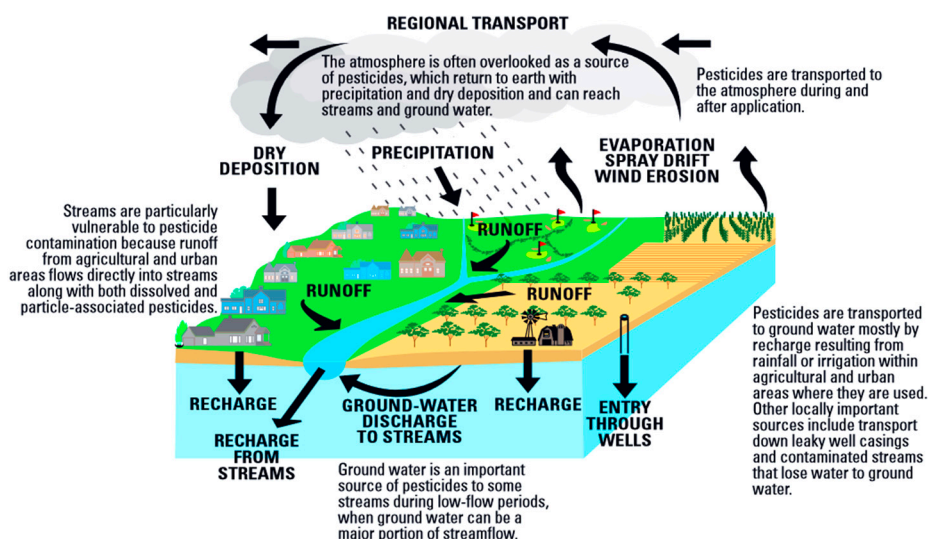 REGIONAL TRANSPORT
The atmosphere is often overlooked as a source
of pesticides, which return to earth with
precipitation and dry deposition and can reach
streams and ground water.
Pesticides are transported to
the atmosphere during and
after application.
DRY
DEPOSITION
PRECIPITATION
EVAPORATION
SPRAY DRIFT
WIND EROSION
Streams are particularly
vulnerable to pesticide
contamination because runoff
from agricultural and urban
areas flows directly into streams
along with both dissolved and
particle-associated pesticides.
RUNOFF
RUNOFF
RUNOFF
Pesticides are transported
to ground water mostly by
recharge resulting from
rainfall or irrigation within
agricultural and urban
areas where they are used.
Other locally important
sources include transport
down leaky well casings
and contaminated streams
that lose water to ground
water.
RECHARGE
RECHARGE
FROM
STREAMS
GROUND-WATER
DISCHARGE
TO STREAMS
RECHARGE
ENTRY
THROUGH
WELLS
Ground water is an important
source of pesticides to some
streams during low-flow periods,
when ground water can be a
major portion of streamflow.